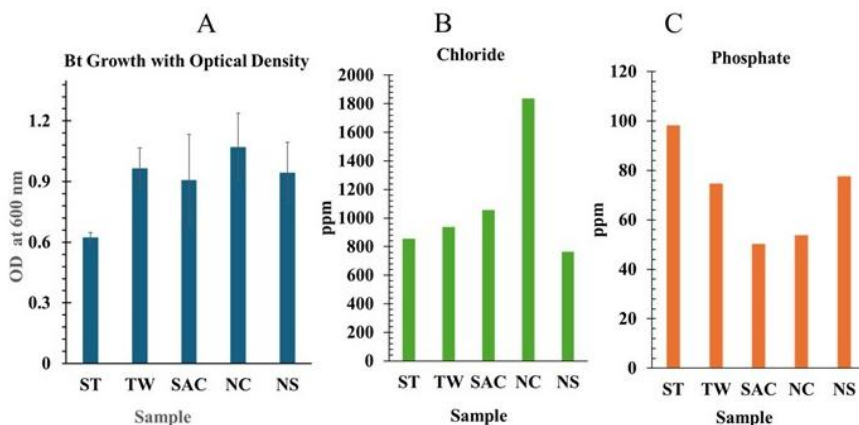 A
Bt Growth with Optical Density
OD at 600 nm
1.2
0.9
0.6
0.3
0
ST TW SAC NC NS
Sample
B
Chloride
ppm
2000
1800
1600
1400
1200
1000
800
600
400
200
0
ST TW SAC NC NS
Sample
C
Phosphate
ppm
120
100
80
60
40
20
0
ST TW SAC NC NS
Sample